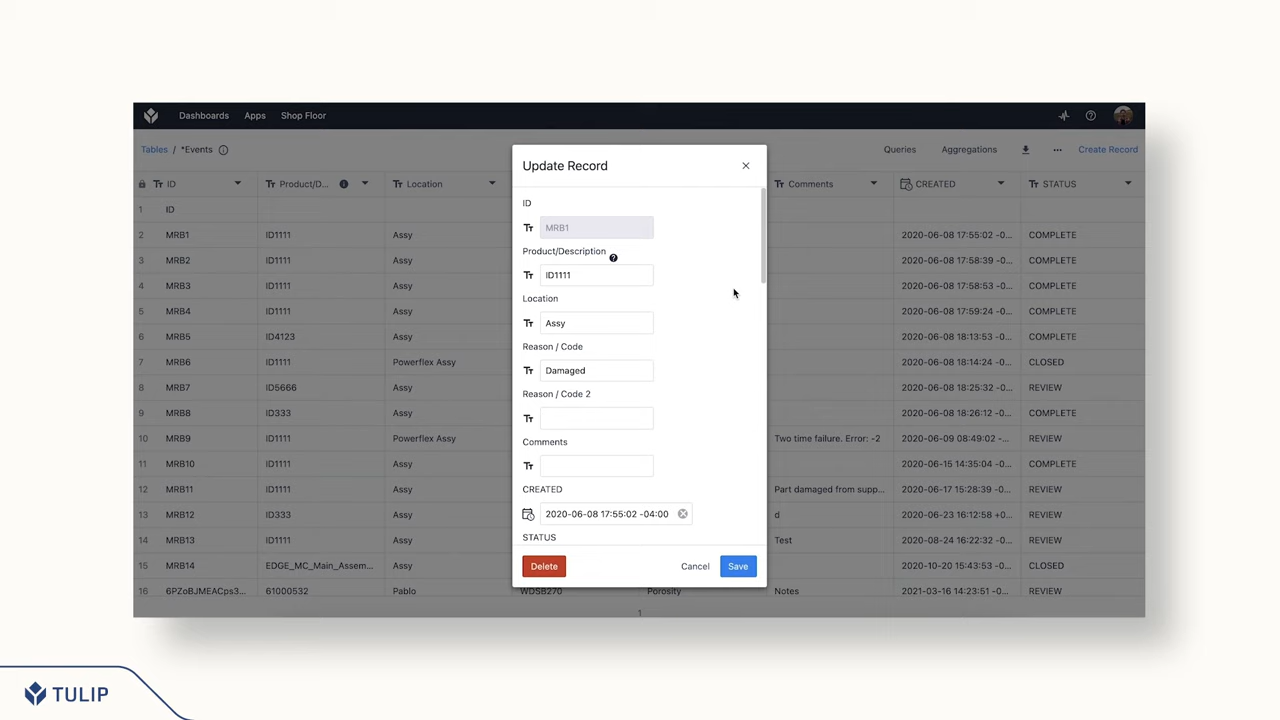 Dashboards Apps Shop Floor
Tables / *Events Queries Aggregations ... Create Record
ID Product/D... Location Comments CREATED STATUS
1 ID
2 MRB1 ID1111 Assy 2020-06-08 17:55:02 -0... COMPLETE
3 MRB2 ID1111 Assy 2020-06-08 17:58:39 -0... COMPLETE
4 MRB3 ID1111 Assy 2020-06-08 17:58:53 -0... COMPLETE
5 MRB4 ID1111 Assy 2020-06-08 17:59:24 -0... COMPLETE
6 MRB5 ID4123 Assy 2020-06-08 18:13:53 -0... COMPLETE
7 MRB6 ID1111 Powerflex Assy 2020-06-08 18:14:24 -0... CLOSED
8 MRB7 ID5666 Assy 2020-06-08 18:25:32 -0... REVIEW
9 MRB8 ID333 Assy 2020-06-08 18:26:12 -0... COMPLETE
10 MRB9 ID1111 Powerflex Assy Two time failure. Error: -2 2020-06-09 08:49:02 -... REVIEW
11 MRB10 ID1111 Assy 2020-06-15 14:35:04 -0... COMPLETE
12 MRB11 ID1111 Assy Part damaged from supp... 2020-06-17 15:28:39 -0... REVIEW
13 MRB12 ID333 Assy d 2020-06-23 16:12:58 +0... REVIEW
14 MRB13 ID1111 Assy Test 2020-08-24 16:22:32 -... REVIEW
15 MRB14 EDGE_MC_Main_Assem... Assy 2020-10-20 15:43:53 -0... CLOSED
16 6PZoBJMEACps3... 61000532 Pablo WDSB270 Porosity Notes 2021-03-16 14:23:51 -0... REVIEW
1
Update Record
ID
MRB1
Product/Description
ID1111
Location
Assy
Reason / Code
Damaged
Reason / Code 2
Comments
CREATED
2020-06-08 17:55:02 -04:00
STATUS
Delete Cancel Save
TULIP